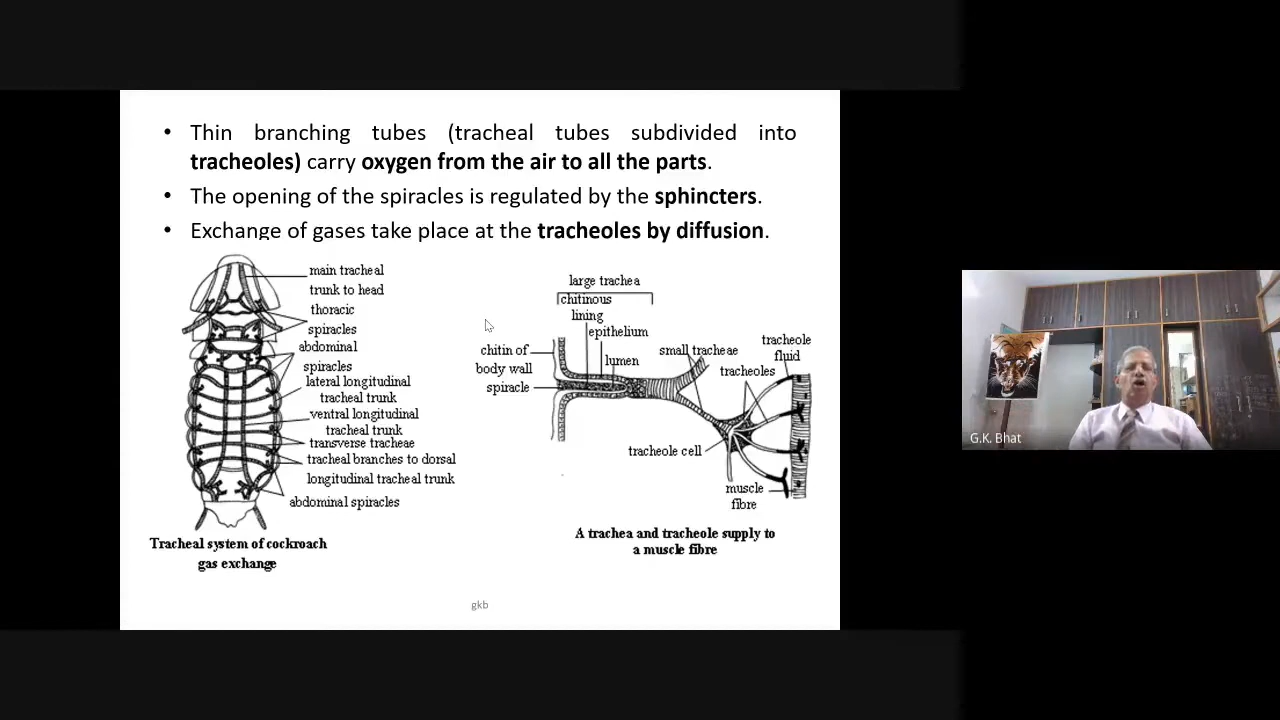 • Thin branching tubes (tracheal tubes subdivided into
tracheoles) carry oxygen from the air to all the parts.
• The opening of the spiracles is regulated by the sphincters.
• Exchange of gases take place at the tracheoles by diffusion.
main tracheal
trunk to head
thoracic
spiracles
abdominal
spiracles
lateral longitudinal
tracheal trunk
ventral longitudinal
tracheal trunk
transverse tracheae
tracheal branches to dorsal
longitudinal tracheal trunk
abdominal spiracles
Tracheal system of cockroach
gas exchange
large trachea
chitinous
lining
epithelium
lumen
chitin of
body wall
spiracle
small tracheae
tracheoles
tracheole
fluid
tracheole cell
muscle
fibre
A trachea and tracheole supply to
a muscle fibre
gkb
G.K. Bhat